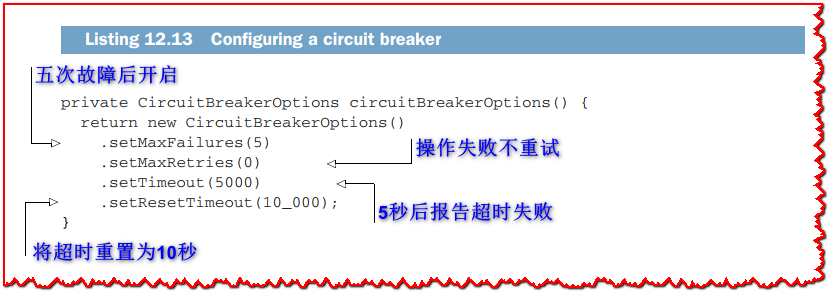 Listing 12.13 Configuring a circuit breaker
五次故障后开启
private CircuitBreakerOptions circuitBreakerOptions() {
return new CircuitBreakerOptions()
.setMaxFailures(5)
操作失败不重试
.setMaxRetries(0)
.setTimeout(5000)
.setResetTimeout(10_000);
5秒后报告超时失败
}
将超时重置为10秒